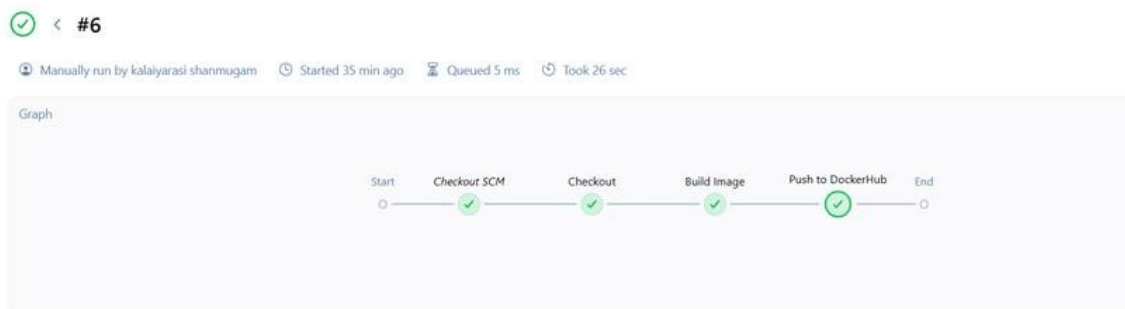 #6
Manually run by kalaiyarasi shanmugam Started 35 min ago Queued 5 ms Took 26 sec
Graph
Start Checkout SCM Checkout Build Image Push to DockerHub End